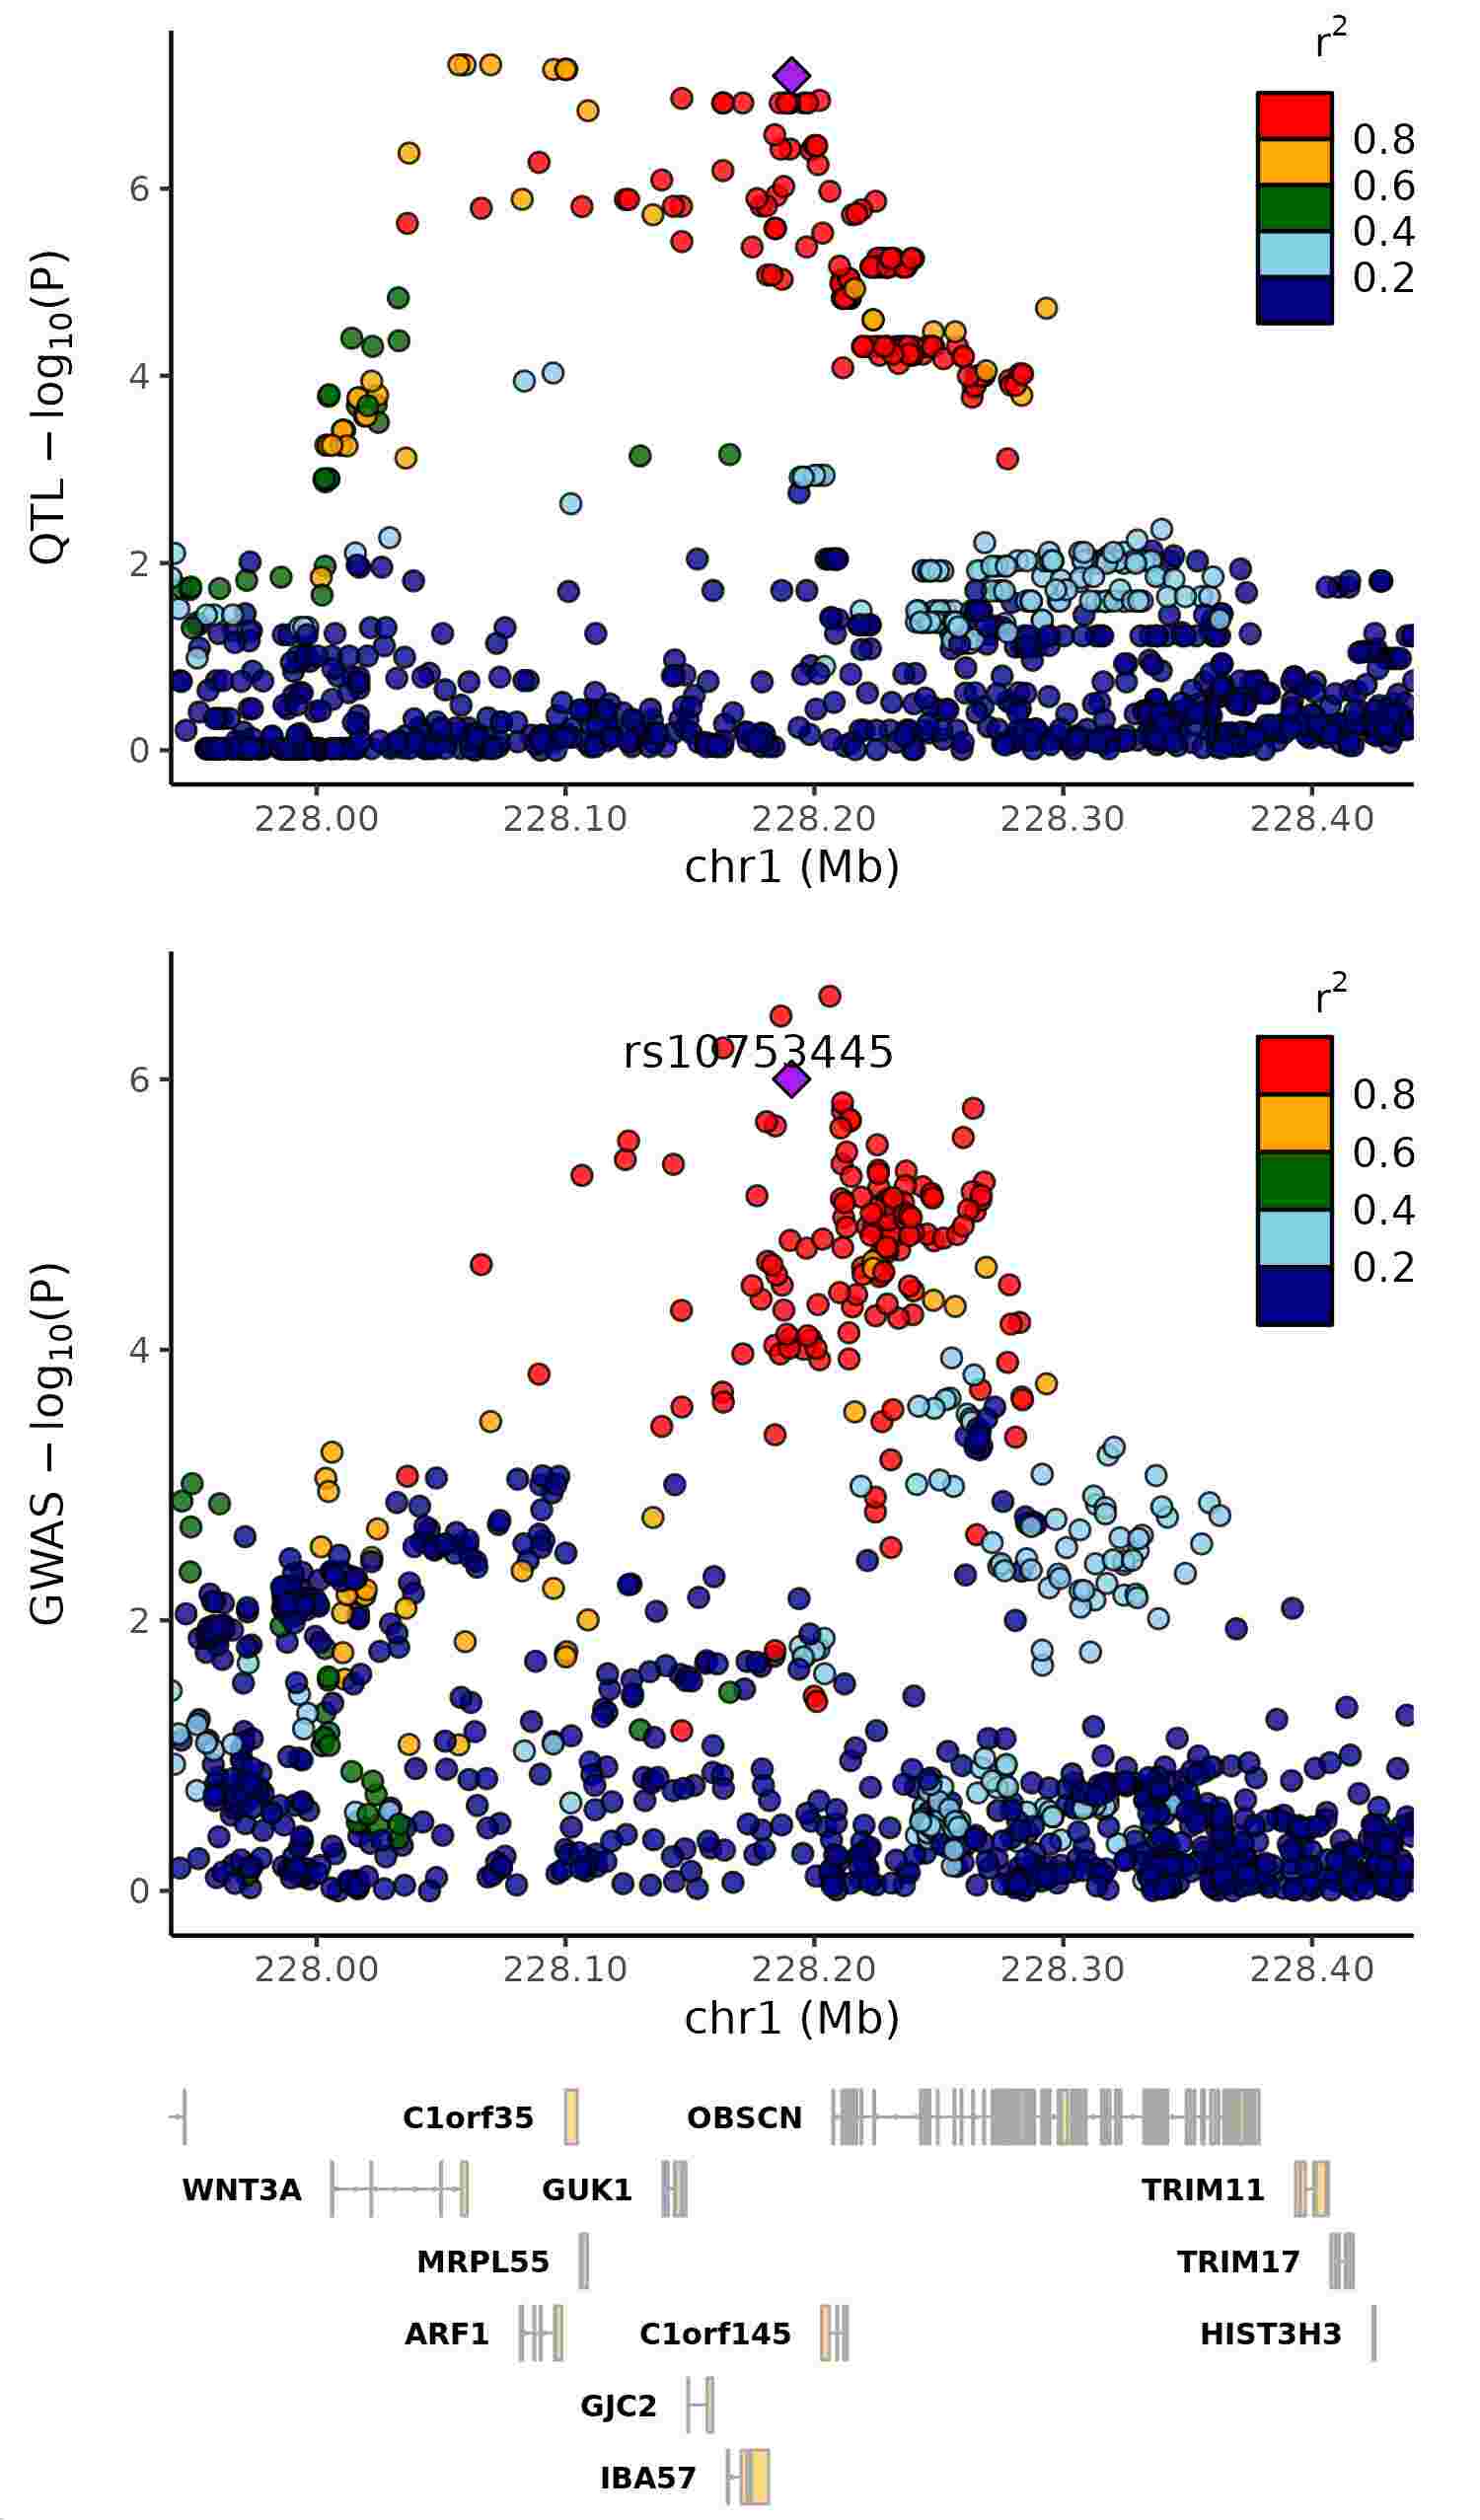 r2
0.8
0.6
0.4
0.2
QTL −log10(P)
6
4
2
0
228.00 228.10 228.20 228.30 228.40
chr1 (Mb)
r2
0.8
0.6
0.4
0.2
rs10753445
GWAS −log10(P)
6
4
2
0
228.00 228.10 228.20 228.30 228.40
chr1 (Mb)
C1orf35 OBSCN
WNT3A GUK1 TRIM11
MRPL55 TRIM17
ARF1 C1orf145 HIST3H3
GJC2
IBA57